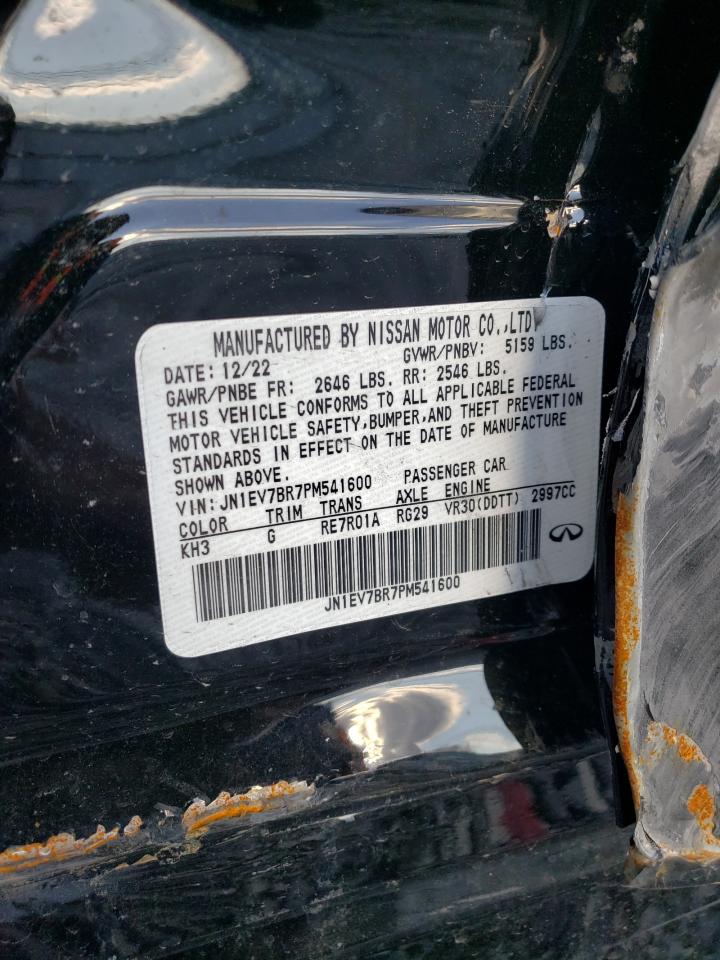 MANUFACTURED BY NISSAN MOTOR CO.,LTD.
DATE: 12/22 GVWR/PNBV: 5159 LBS.
GAWR/PNBE FR: 2646 LBS. RR: 2546 LBS.
THIS VEHICLE CONFORMS TO ALL APPLICABLE FEDERAL
MOTOR VEHICLE SAFETY,BUMPER,AND THEFT PREVENTION
STANDARDS IN EFFECT ON THE DATE OF MANUFACTURE
SHOWN ABOVE.
VIN:JN1EV7BR7PM541600 PASSENGER CAR
COLOR TRIM TRANS AXLE ENGINE
KH3 G RE7R01A RG29 VR30(DDTT) 2997CC
JN1EV7BR7PM541600